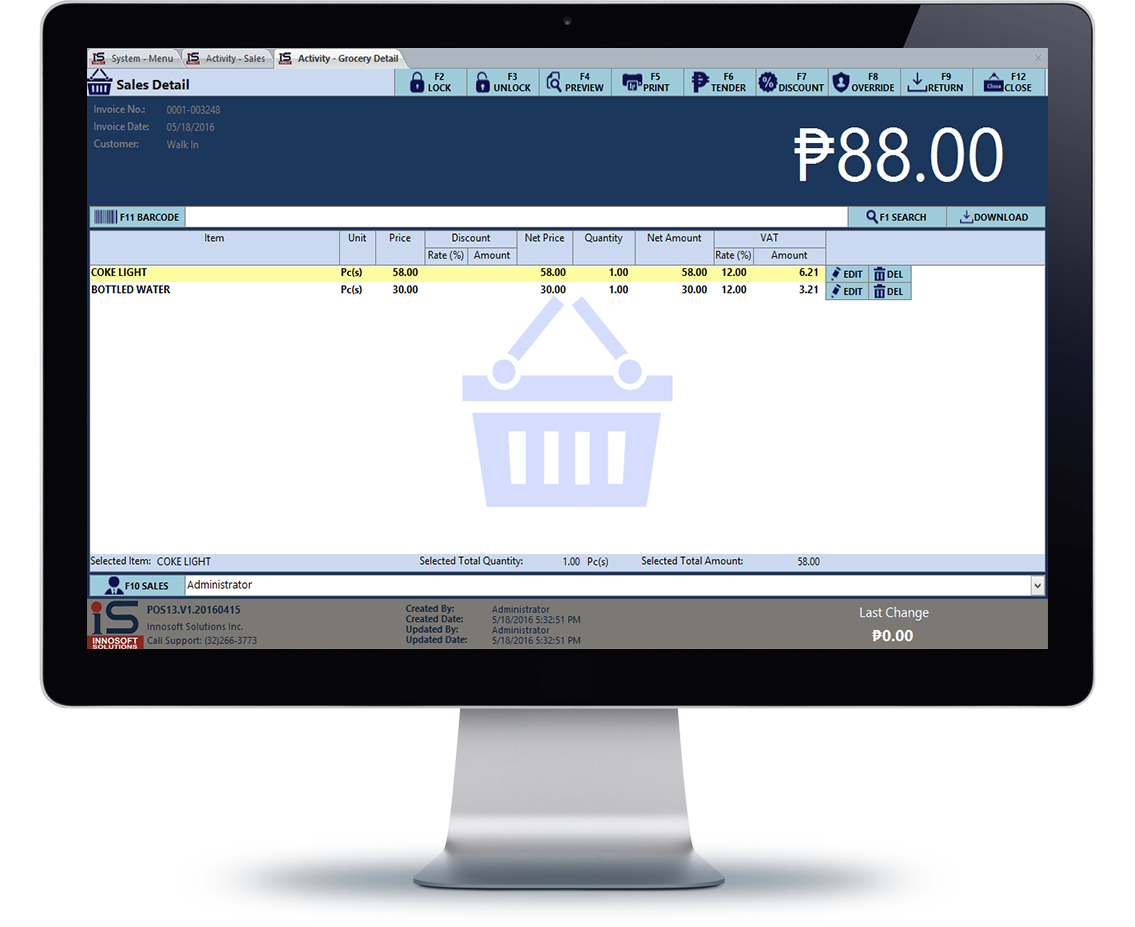 System - Menu Activity - Sales Activity - Grocery Detail
Sales Detail
F2 LOCK
F3 UNLOCK
F4 PREVIEW
F5 PRINT
F6 TENDER
F7 DISCOUNT
F8 OVERRIDE
F9 RETURN
Close
F12 CLOSE
Invoice No.: 0001-003248
Invoice Date: 05/18/2016
Customer: Walk In
₱88.00
F11 BARCODE F1 SEARCH DOWNLOAD
Item Unit Price Discount Net Price Quantity Net Amount VAT
Rate (%) Amount Rate (%) Amount
COKE LIGHT Pc(s) 58.00 58.00 1.00 58.00 12.00 6.21 EDIT DEL
BOTTLED WATER Pc(s) 30.00 30.00 1.00 30.00 12.00 3.21 EDIT DEL
Selected Item: COKE LIGHT Selected Total Quantity: 1.00 Pc(s) Selected Total Amount: 58.00
F10 SALES Administrator
iS
INNOSOFT
SOLUTIONS
POS13.V1.20160415
Innosoft Solutions Inc.
Call Support: (32)266-3773
Created By: Administrator
Created Date: 5/18/2016 5:32:51 PM
Updated By: Administrator
Updated Date: 5/18/2016 5:32:51 PM
Last Change
₱0.00